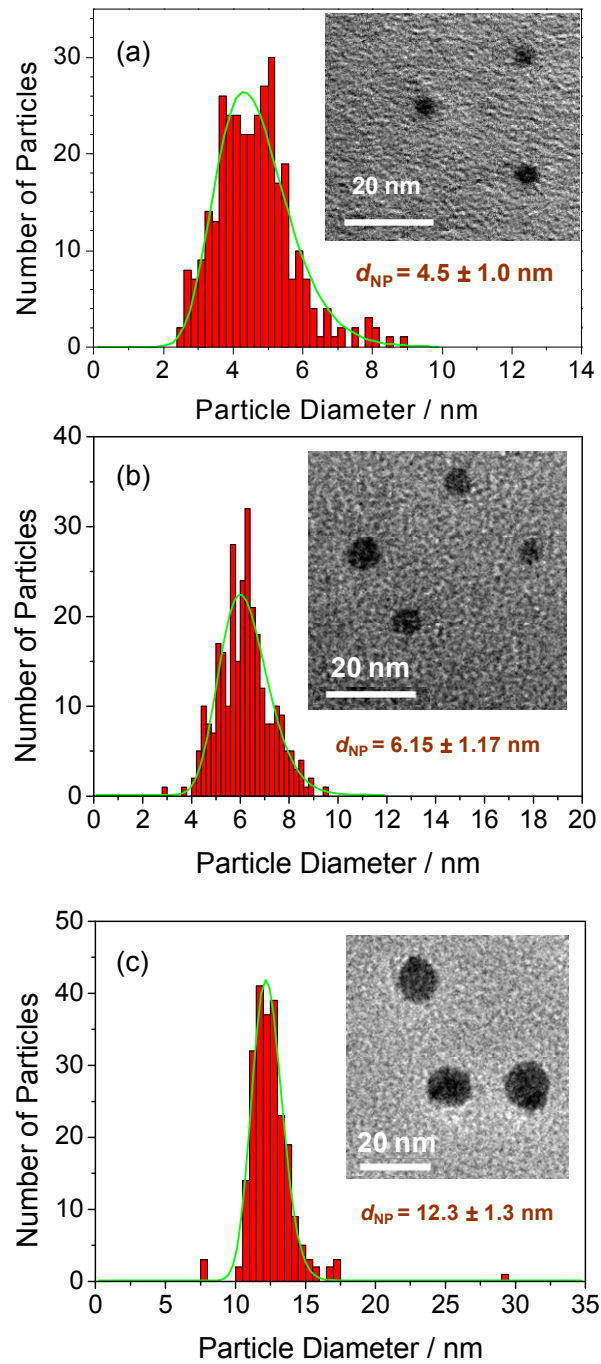 (a)
20 nm
dNP = 4.5 ± 1.0 nm
Number of Particles
30
20
10
0
0 2 4 6 8 10 12 14
Particle Diameter / nm
(b)
20 nm
dNP = 6.15 ± 1.17 nm
Number of Particles
40
30
20
10
0
0 2 4 6 8 10 12 14 16 18 20
Particle Diameter / nm
(c)
20 nm
dNP = 12.3 ± 1.3 nm
Number of Particles
50
40
30
20
10
0
0 5 10 15 20 25 30 35
Particle Diameter / nm